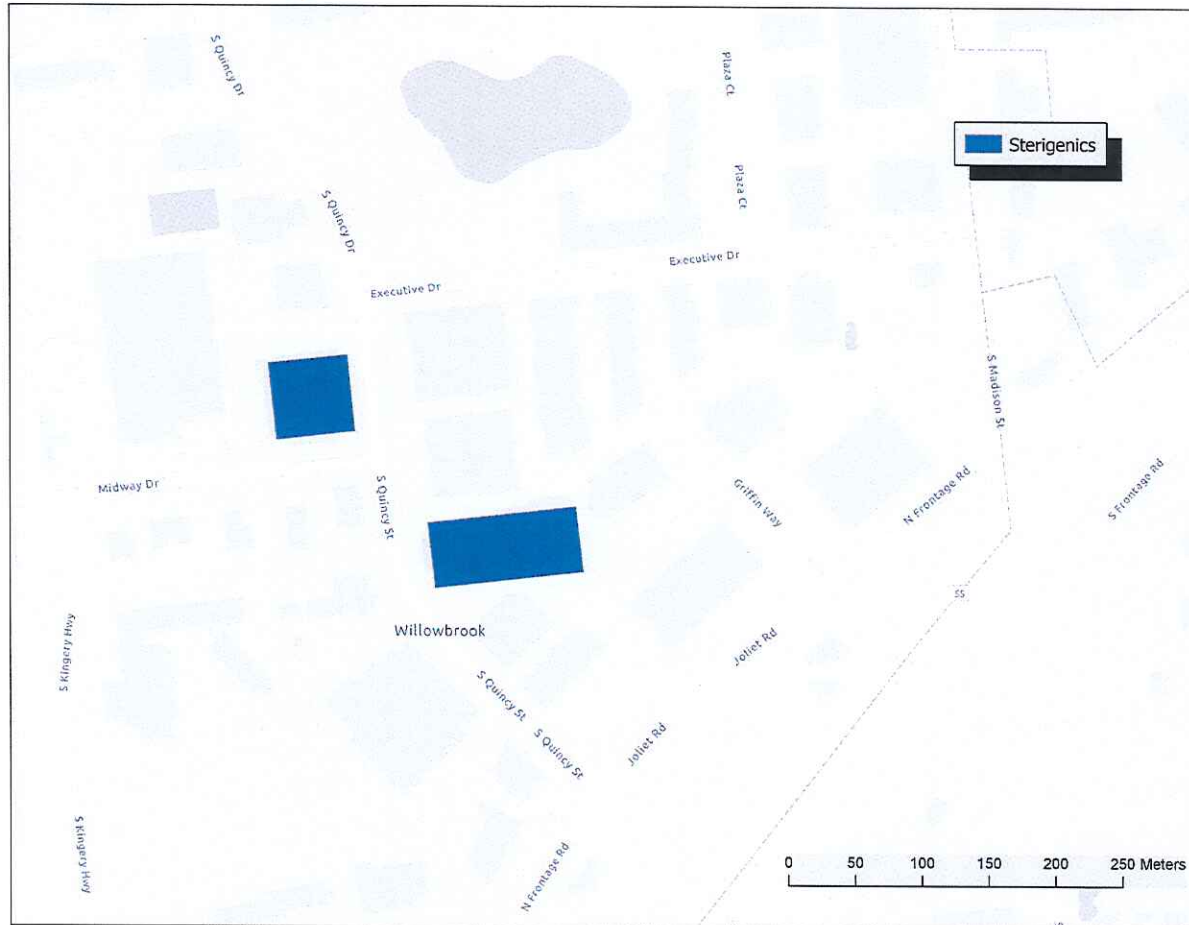 S Quincy Dr
Plaza Ct
Sterigenics
Plaza Ct
S Quincy Dr
Executive Dr
Executive Dr
S Madison St
Midway Dr
S Quincy St
Griffin Way
N Frontage Rd
S Frontage Rd
55
Willowbrook
S Kingery Hwy
Joliet Rd
S Quincy St
S Quincy St
Joliet Rd
S Kingery Hwy
N Frontage Rd
0 50 100 150 200 250 Meters